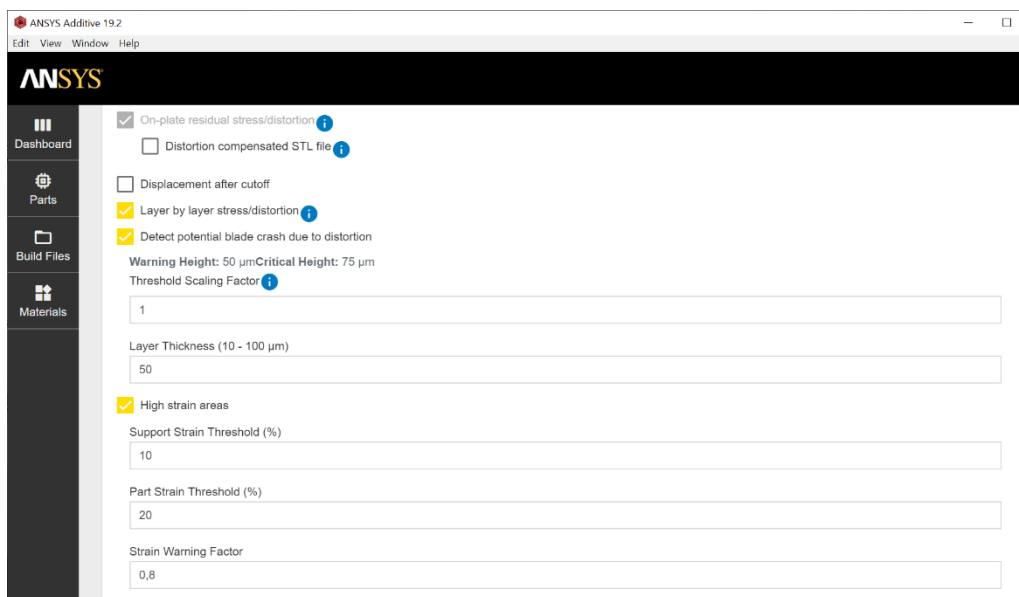 ANSYS Additive 19.2
Edit View Window Help
ANSYS
Dashboard
Parts
Build Files
Materials
On-plate residual stress/distortion
Distortion compensated STL file
Displacement after cutoff
Layer by layer stress/distortion
Detect potential blade crash due to distortion
Warning Height: 50 µmCritical Height: 75 µm
Threshold Scaling Factor
1
Layer Thickness (10 - 100 µm)
50
High strain areas
Support Strain Threshold (%)
10
Part Strain Threshold (%)
20
Strain Warning Factor
0,8